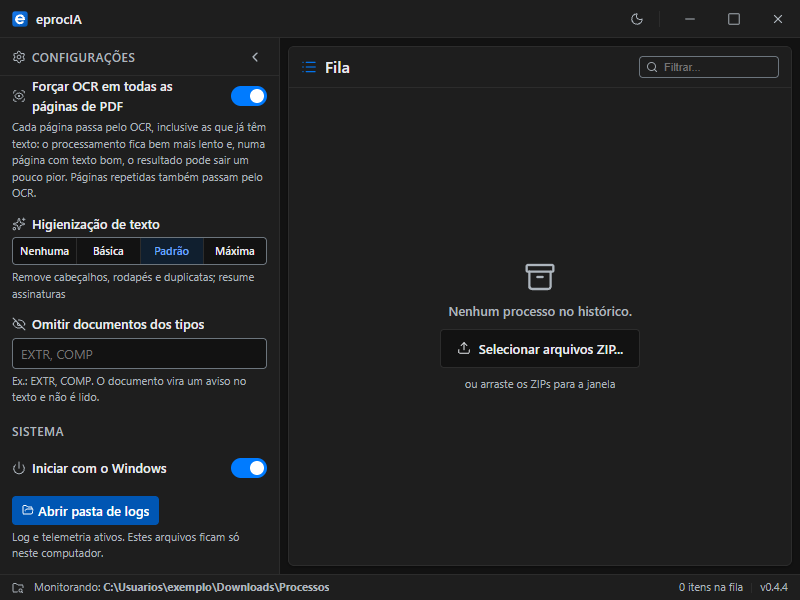 eprocIA
CONFIGURAÇÕES
Forçar OCR em todas as
páginas de PDF
Cada página passa pelo OCR, inclusive as que já têm
texto: o processamento fica bem mais lento e, numa
página com texto bom, o resultado pode sair um
pouco pior. Páginas repetidas também passam pelo
OCR.
Higienização de texto
Nenhuma Básica Padrão Máxima
Remove cabeçalhos, rodapés e duplicatas; resume
assinaturas
Omitir documentos dos tipos
EXTR, COMP
Ex.: EXTR, COMP. O documento vira um aviso no
texto e não é lido.
SISTEMA
Iniciar com o Windows
Abrir pasta de logs
Log e telemetria ativos. Estes arquivos ficam só
neste computador.
Fila
Filtrar...
Nenhum processo no histórico.
Selecionar arquivos ZIP...
ou arraste os ZIPs para a janela
Monitorando: C:\Usuarios\exemplo\Downloads\Processos
0 itens na fila
v0.4.4